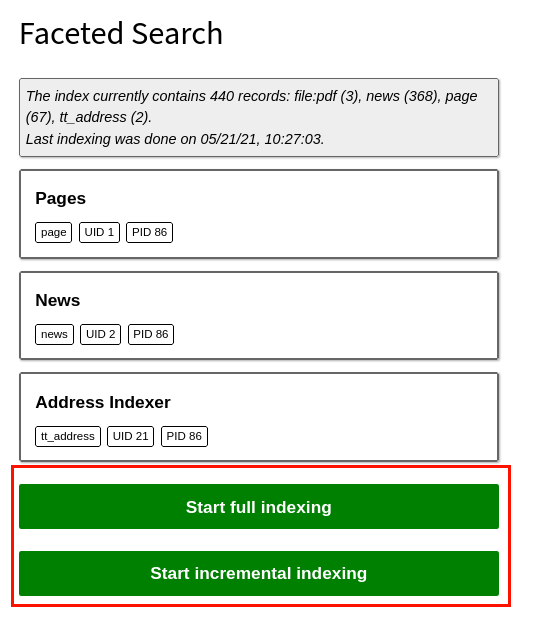 Faceted Search
The index currently contains 440 records: file:pdf (3), news (368), page
(67), tt_address (2).
Last indexing was done on 05/21/21, 10:27:03.
Pages
page UID 1 PID 86
News
news UID 2 PID 86
Address Indexer
tt_address UID 21 PID 86
Start full indexing
Start incremental indexing